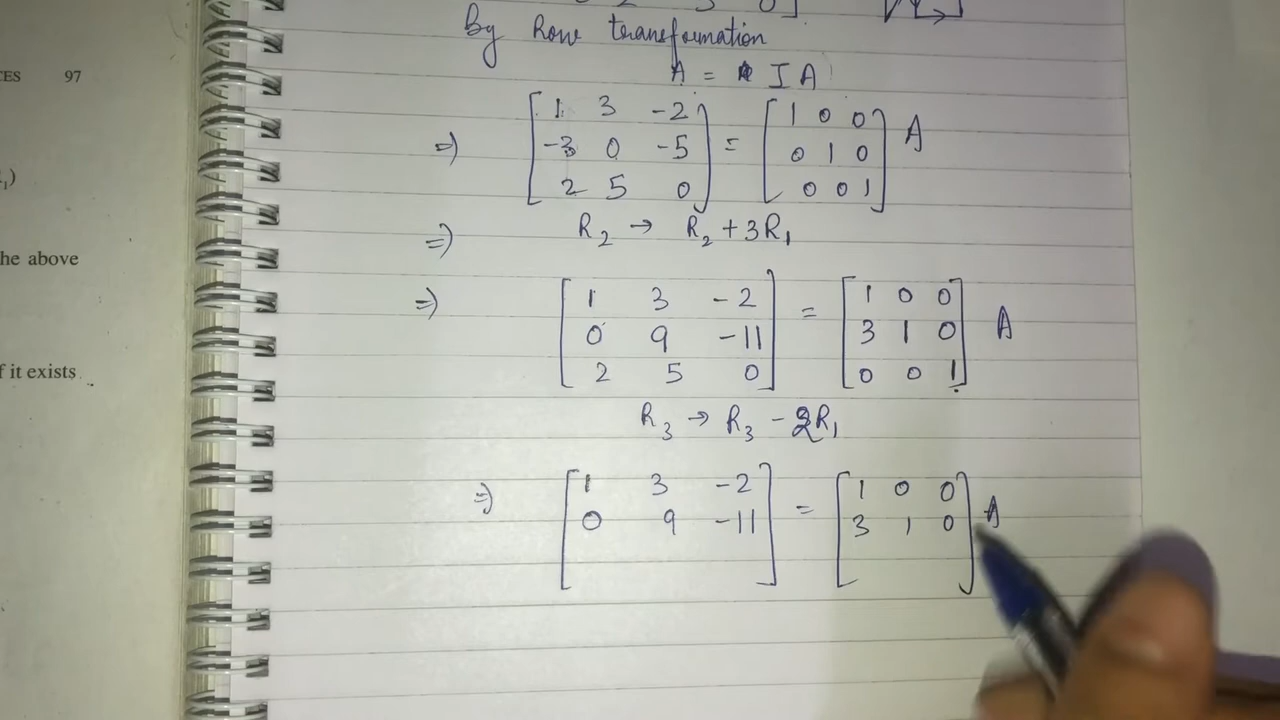 CES 97
R₁)
he above
f it exists
By Row transformation
A = I A
⇒) [1 3 -2] = [1 0 0] A
[-3 0 -5] [0 1 0]
[2 5 0] [0 0 1]
⇒) R₂ → R₂ + 3R₁
⇒) [1 3 -2] = [1 0 0] A
[0 9 -11] [3 1 0]
[2 5 0] [0 0 1]
R₃ → R₃ - 2R₁
⇒) [1 3 -2] = [1 0 0] A
[0 9 -11] [3 1 0]